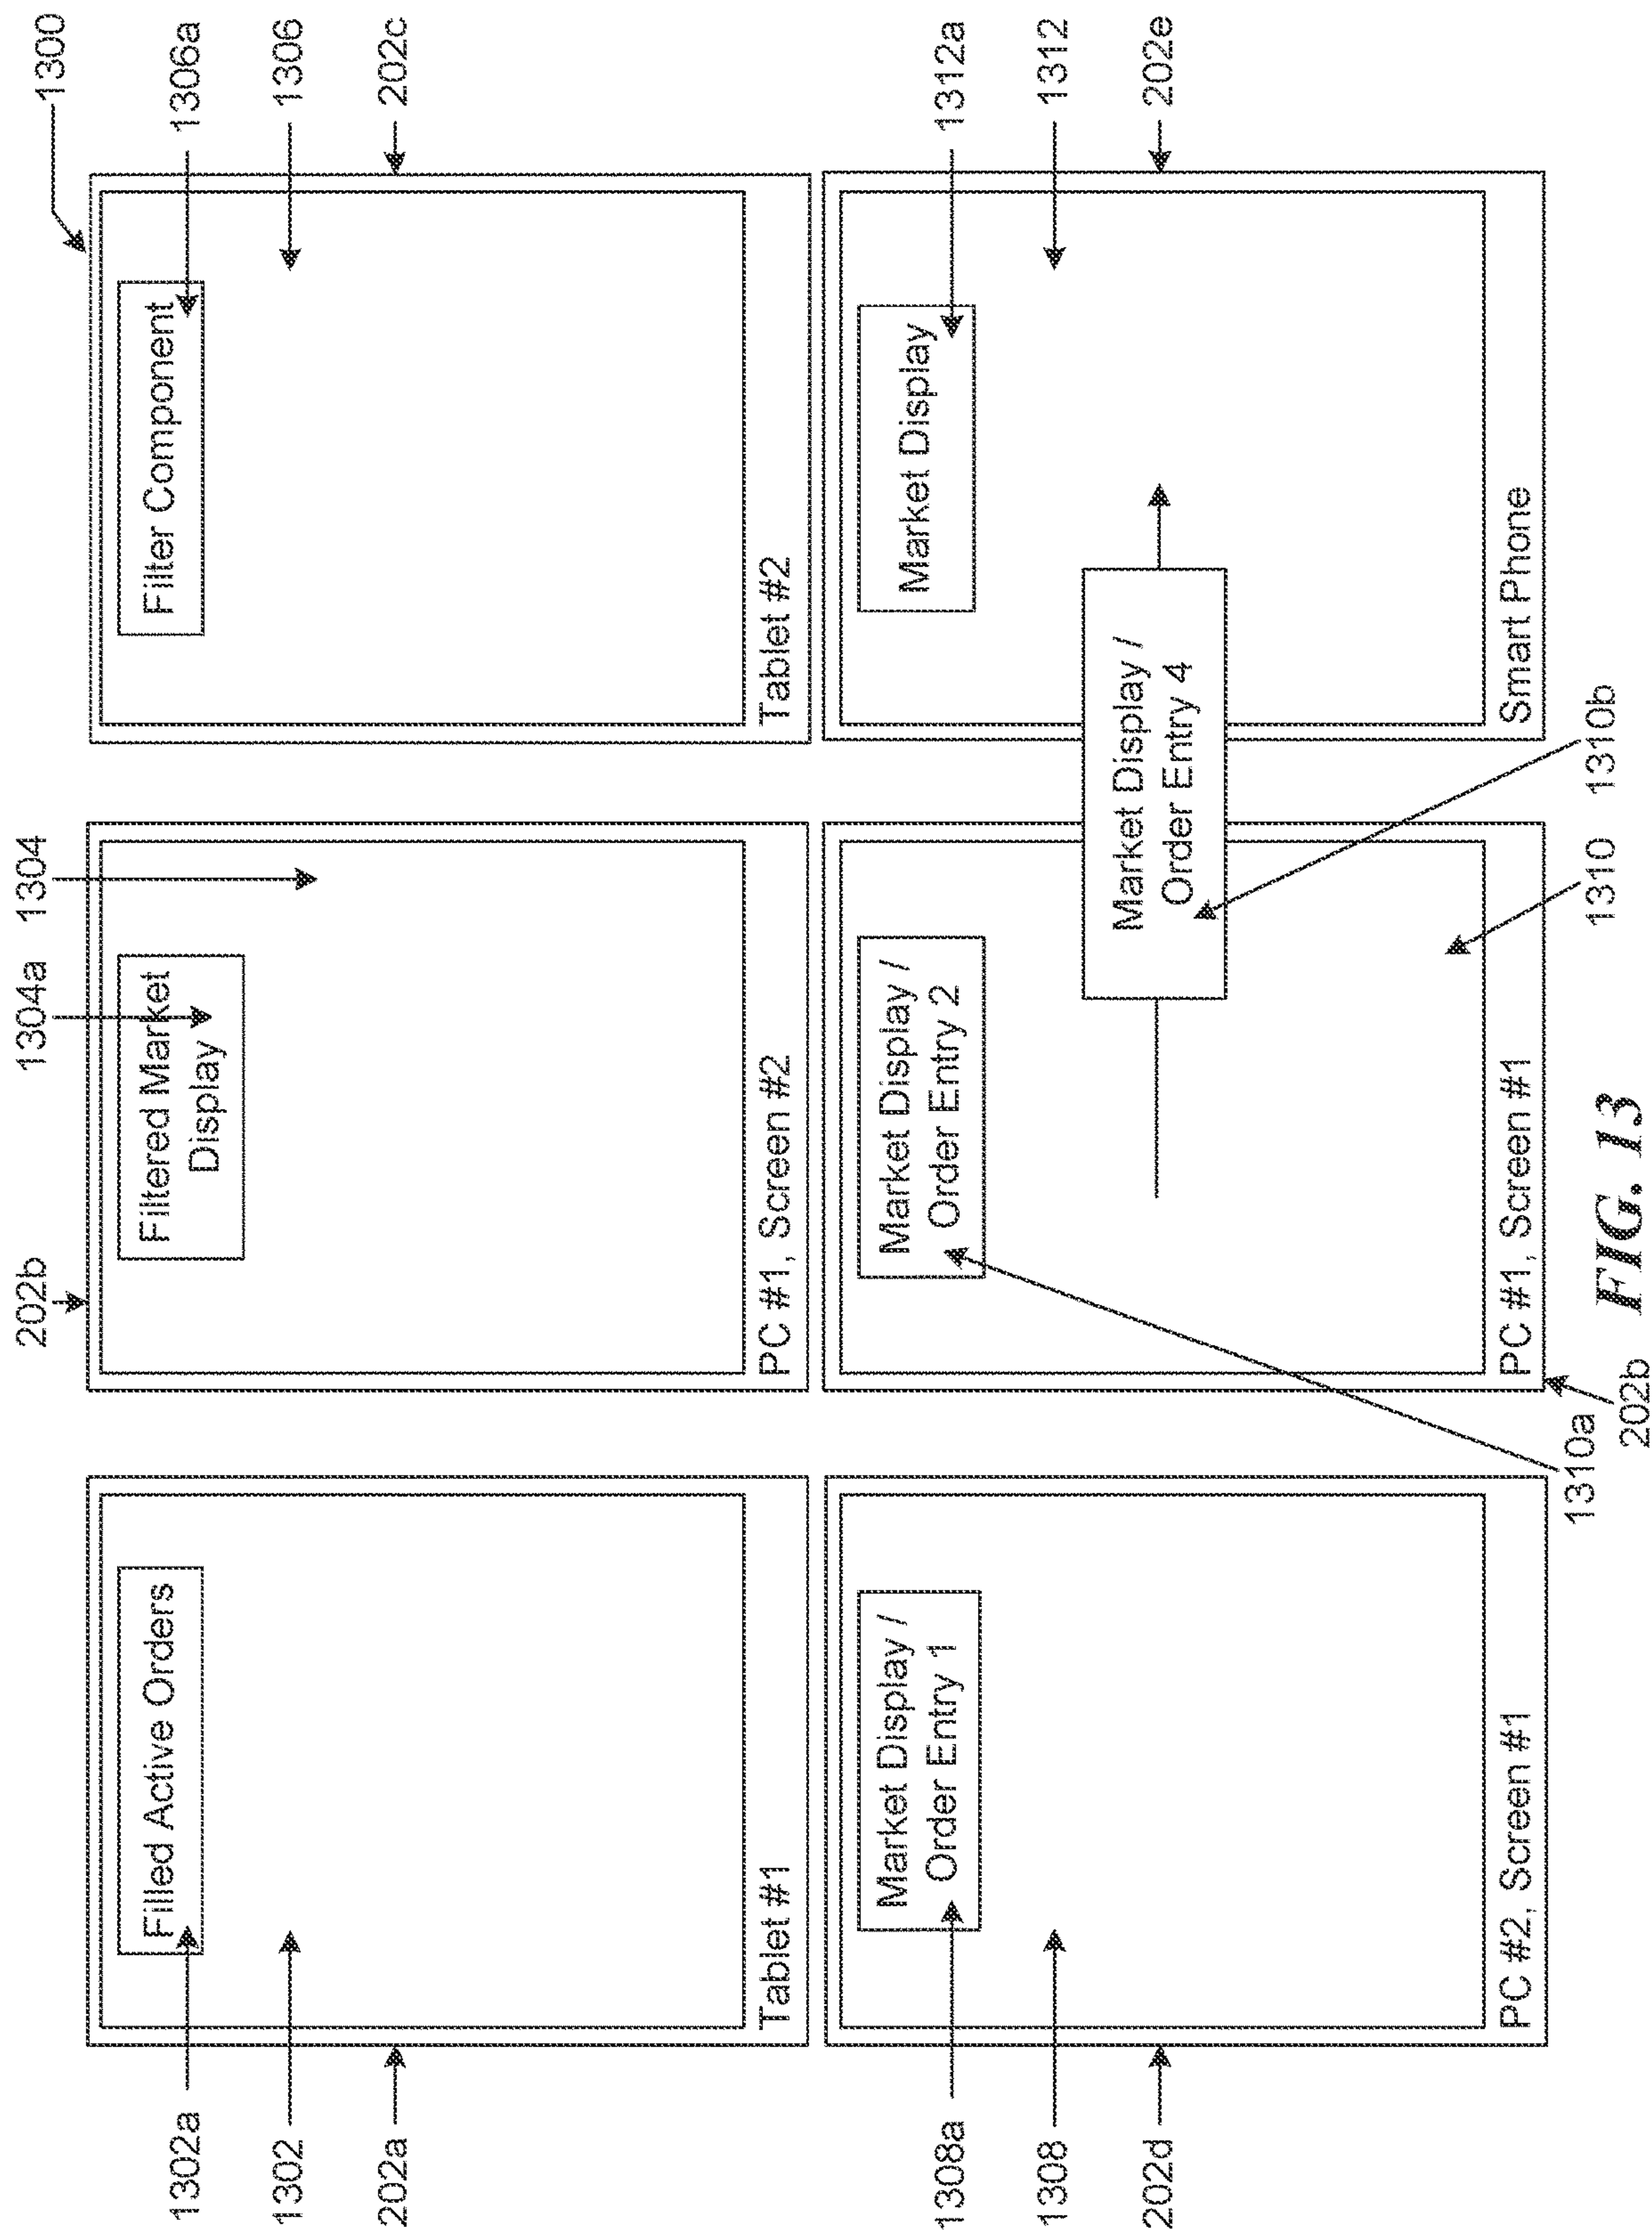 1300
202b
1304a
1304
1302a
Filled Active Orders
Filtered Market
Display
Filter Component
1306a
1302
1306
202a
202c
Tablet #1
PC #1, Screen #2
Tablet #2
1308a
Market Display /
Order Entry 1
Market Display /
Order Entry 2
Market Display
1312a
1308
1312
202d
Market Display /
Order Entry 4
202e
PC #2, Screen #1
PC #1, Screen #1
Smart Phone
1310a
202b
1310
1310b
FIG. 13